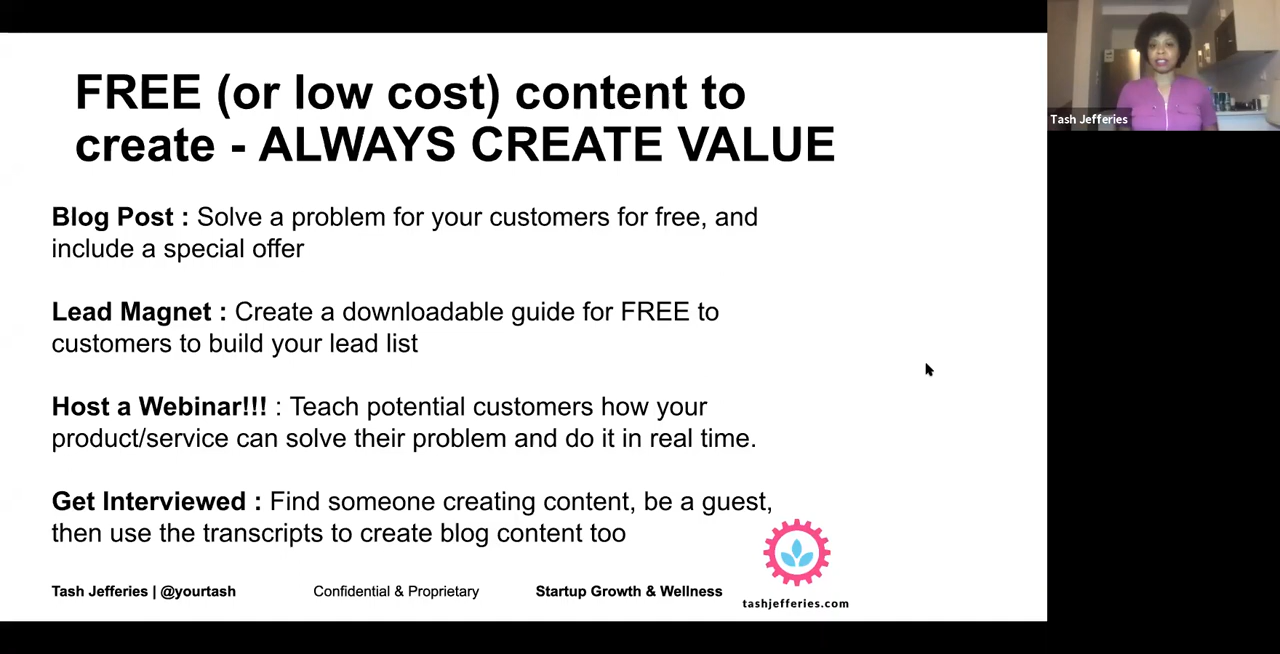 FREE (or low cost) content to
create - ALWAYS CREATE VALUE
Blog Post : Solve a problem for your customers for free, and
include a special offer
Lead Magnet : Create a downloadable guide for FREE to
customers to build your lead list
Host a Webinar!!! : Teach potential customers how your
product/service can solve their problem and do it in real time.
Get Interviewed : Find someone creating content, be a guest,
then use the transcripts to create blog content too
Tash Jefferies | @yourtash
Confidential & Proprietary
Startup Growth & Wellness
tashjefferies.com
Tash Jefferies